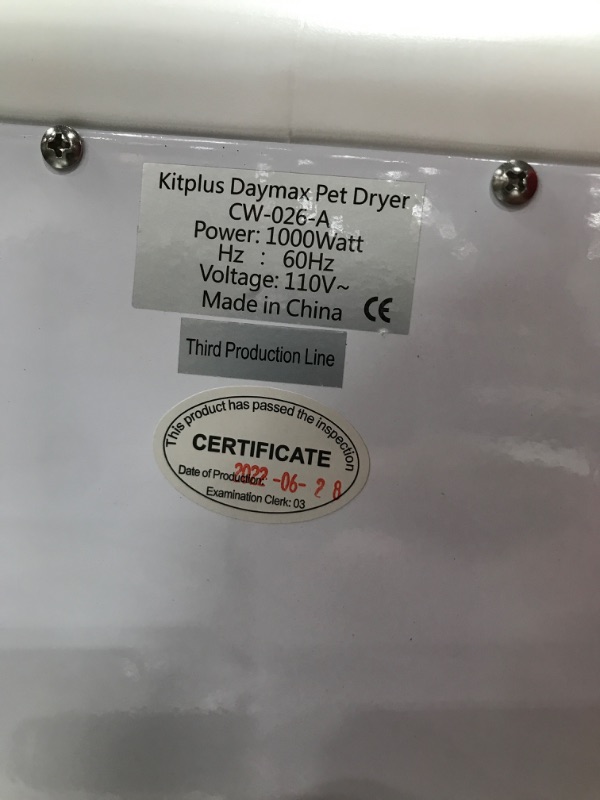 Kitplus Daymax Pet Dryer
CW-026-A
Power: 1000Watt
Hz : 60Hz
Voltage: 110V~
Made in China CE
Third Production Line
This product has passed the inspection
CERTIFICATE
Date of Production: 2022-06-28
Examination Clerk: 03